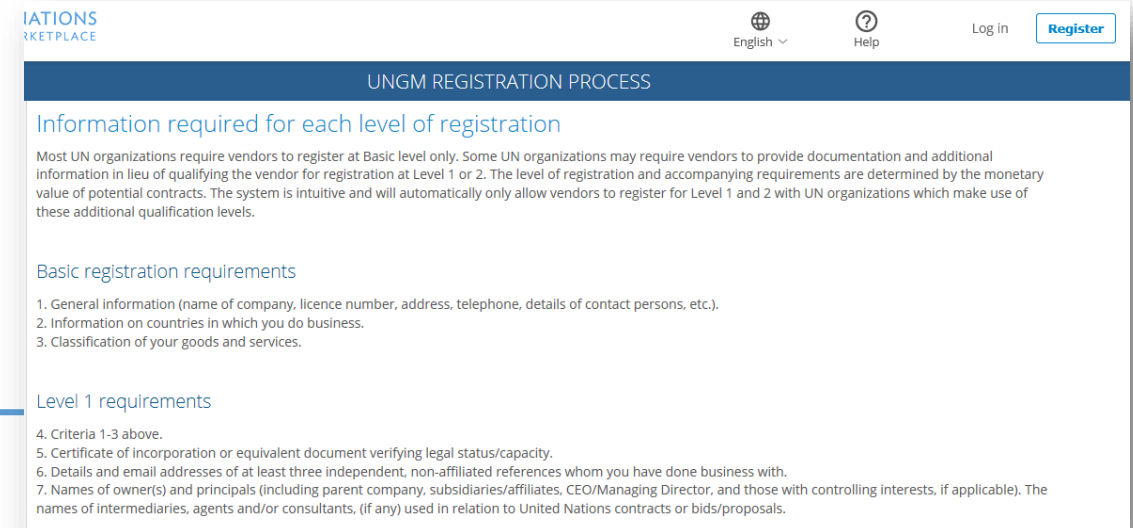 IATIONS
RKETPLACE
English
Help
Log in
Register
UNGM REGISTRATION PROCESS
Information required for each level of registration
Most UN organizations require vendors to register at Basic level only. Some UN organizations may require vendors to provide documentation and additional
information in lieu of qualifying the vendor for registration at Level 1 or 2. The level of registration and accompanying requirements are determined by the monetary
value of potential contracts. The system is intuitive and will automatically only allow vendors to register for Level 1 and 2 with UN organizations which make use of
these additional qualification levels.
Basic registration requirements
1. General information (name of company, licence number, address, telephone, details of contact persons, etc.).
2. Information on countries in which you do business.
3. Classification of your goods and services.
Level 1 requirements
4. Criteria 1-3 above.
5. Certificate of incorporation or equivalent document verifying legal status/capacity.
6. Details and email addresses of at least three independent, non-affiliated references whom you have done business with.
7. Names of owner(s) and principals (including parent company, subsidiaries/affiliates, CEO/Managing Director, and those with controlling interests, if applicable). The
names of intermediaries, agents and/or consultants, (if any) used in relation to United Nations contracts or bids/proposals.